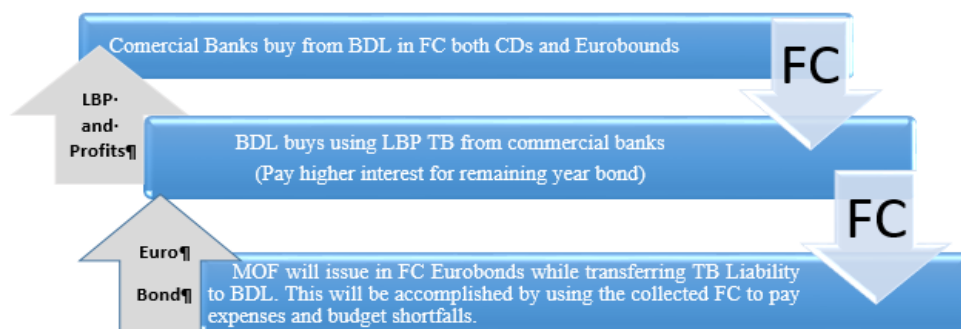 Comercial Banks buy from BDL in FC both CDs and Eurobounds
FC
LBP·
and·
Profits¶
BDL buys using LBP TB from commercial banks
(Pay higher interest for remaining year bond)
FC
Euro¶
Bond¶
MOF will issue in FC Eurobonds while transferring TB Liability
to BDL. This will be accomplished by using the collected FC to pay
expenses and budget shortfalls.